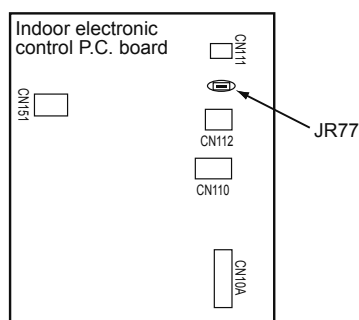 Indoor electronic
control P.C. board
CN111
CN151
JR77
CN112
CN110
CN10A